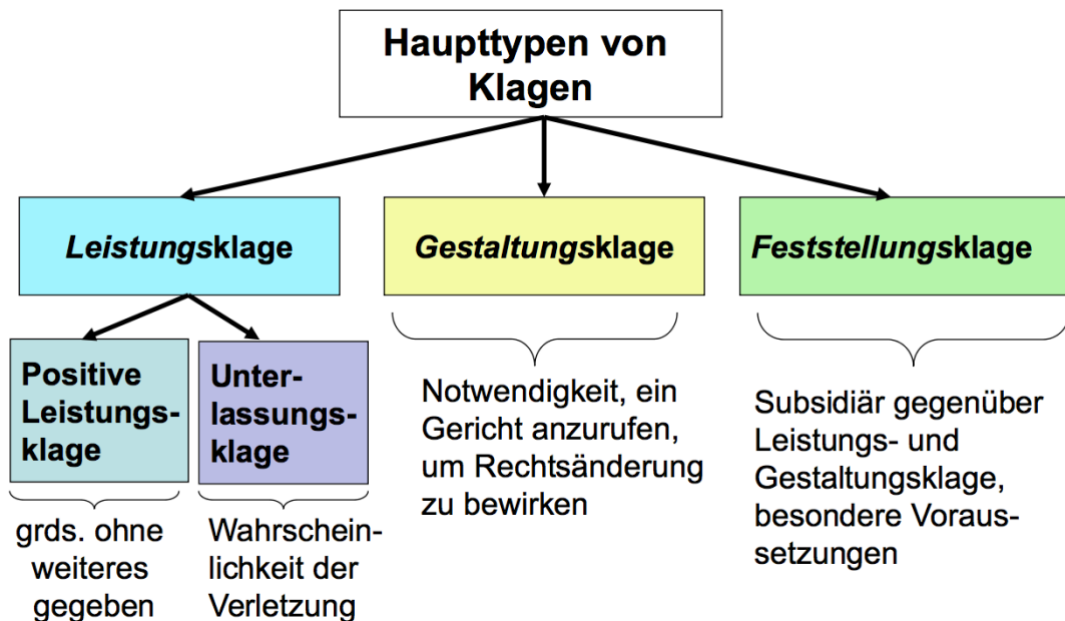 Haupttypen von
Klagen
Leistungsklage
Gestaltungsklage
Feststellungsklage
Positive
Leistungs-
klage
Unter-
lassungs-
klage
grds. ohne
weiteres
gegeben
Wahrschein-
lichkeit der
Verletzung
Notwendigkeit, ein
Gericht anzurufen,
um Rechtsänderung
zu bewirken
Subsidiär gegenüber
Leistungs- und
Gestaltungsklage,
besondere Voraus-
setzungen